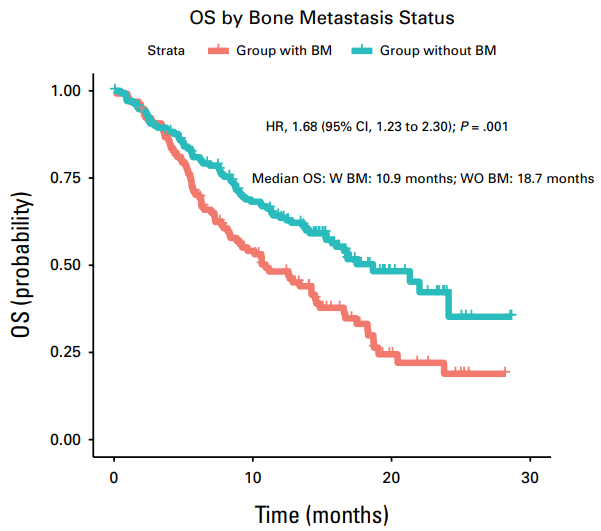 OS by Bone Metastasis Status
Strata Group with BM Group without BM
HR, 1.68 (95% CI, 1.23 to 2.30); P = .001
Median OS: W BM: 10.9 months; WO BM: 18.7 months
OS (probability)
1.00
0.75
0.50
0.25
0.00
0 10 20 30
Time (months)